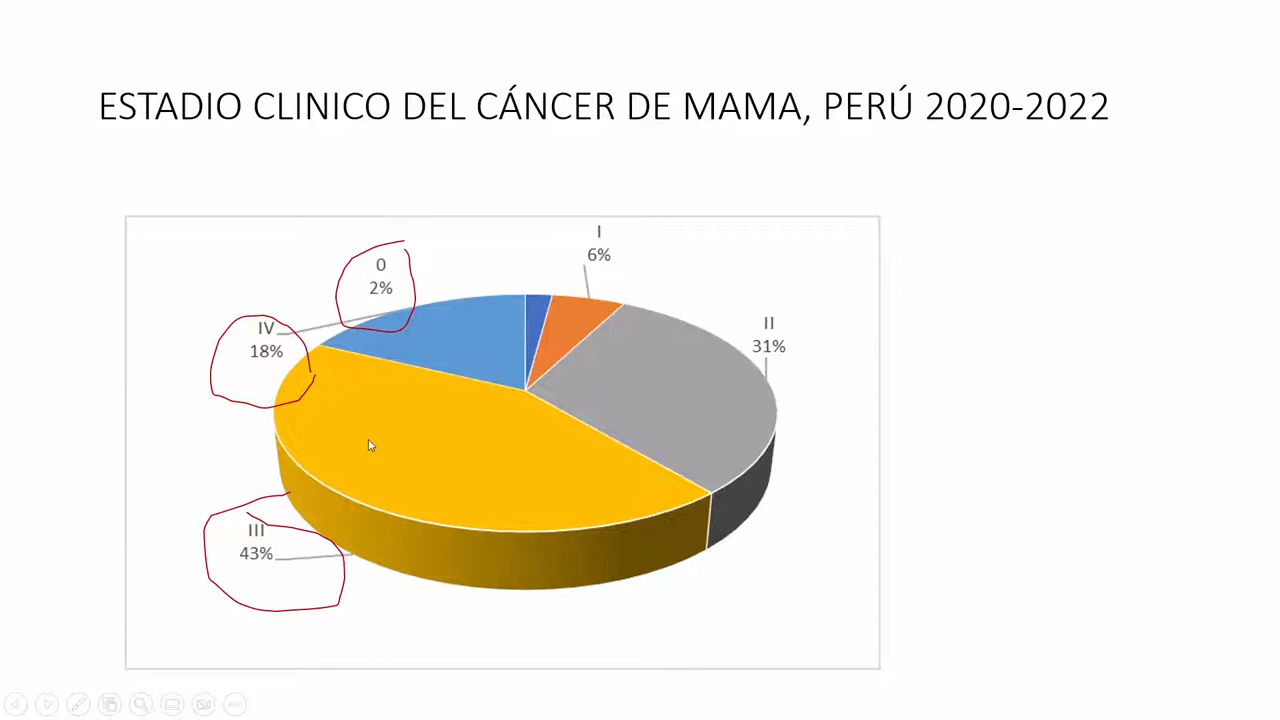 ESTADIO CLINICO DEL CÁNCER DE MAMA, PERÚ 2020-2022
I
6%
0
2%
II
31%
IV
18%
III
43%